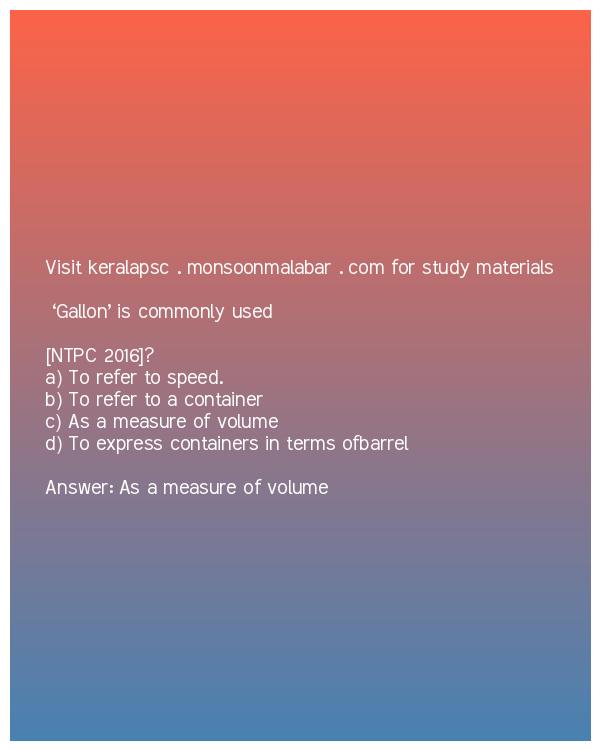 Visit keralapsc . monsoonmalabar . com for study materials
‘Gallon’ is commonly used
[NTPC 2016]?
a) To refer to speed.
b) To refer to a container
c) As a measure of volume
d) To express containers in terms ofbarrel
Answer: As a measure of volume